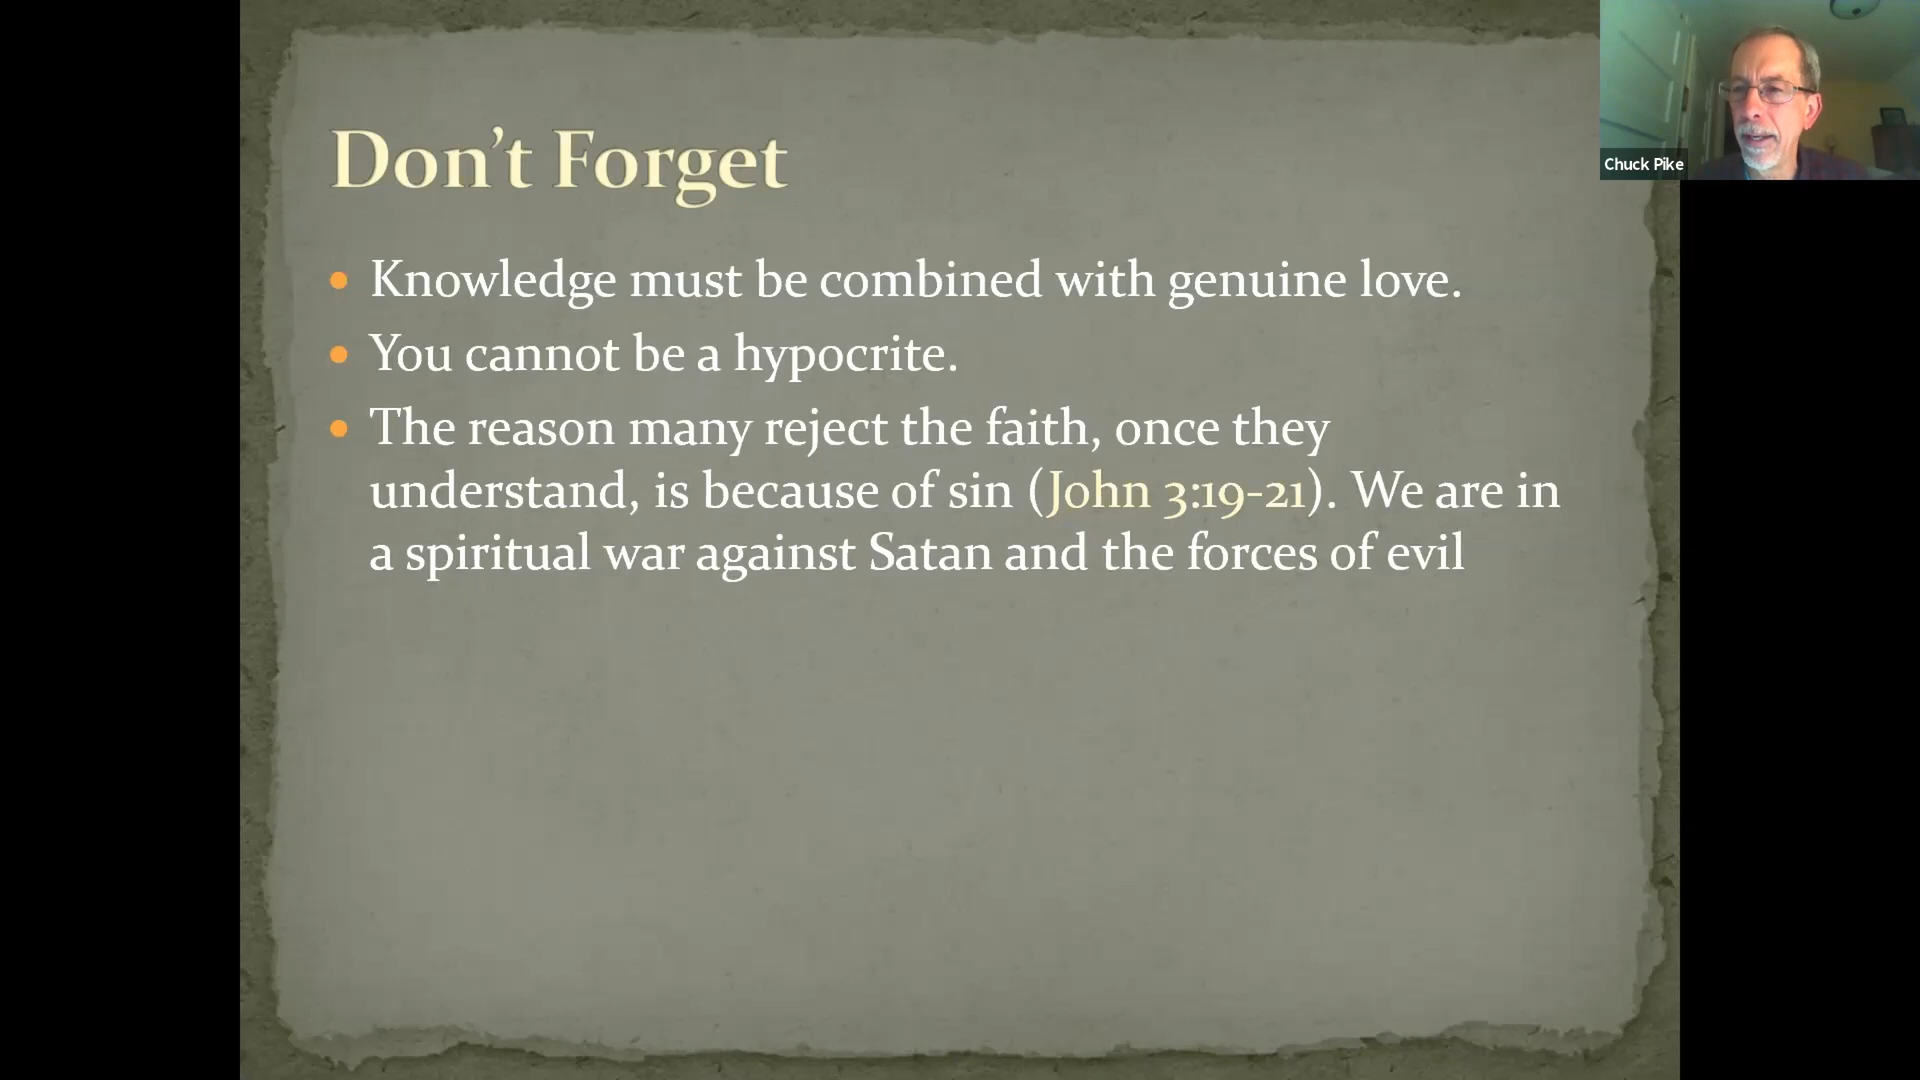 Don’t Forget
• Knowledge must be combined with genuine love.
• You cannot be a hypocrite.
• The reason many reject the faith, once they
understand, is because of sin (John 3:19-21). We are in
a spiritual war against Satan and the forces of evil
Chuck Pike